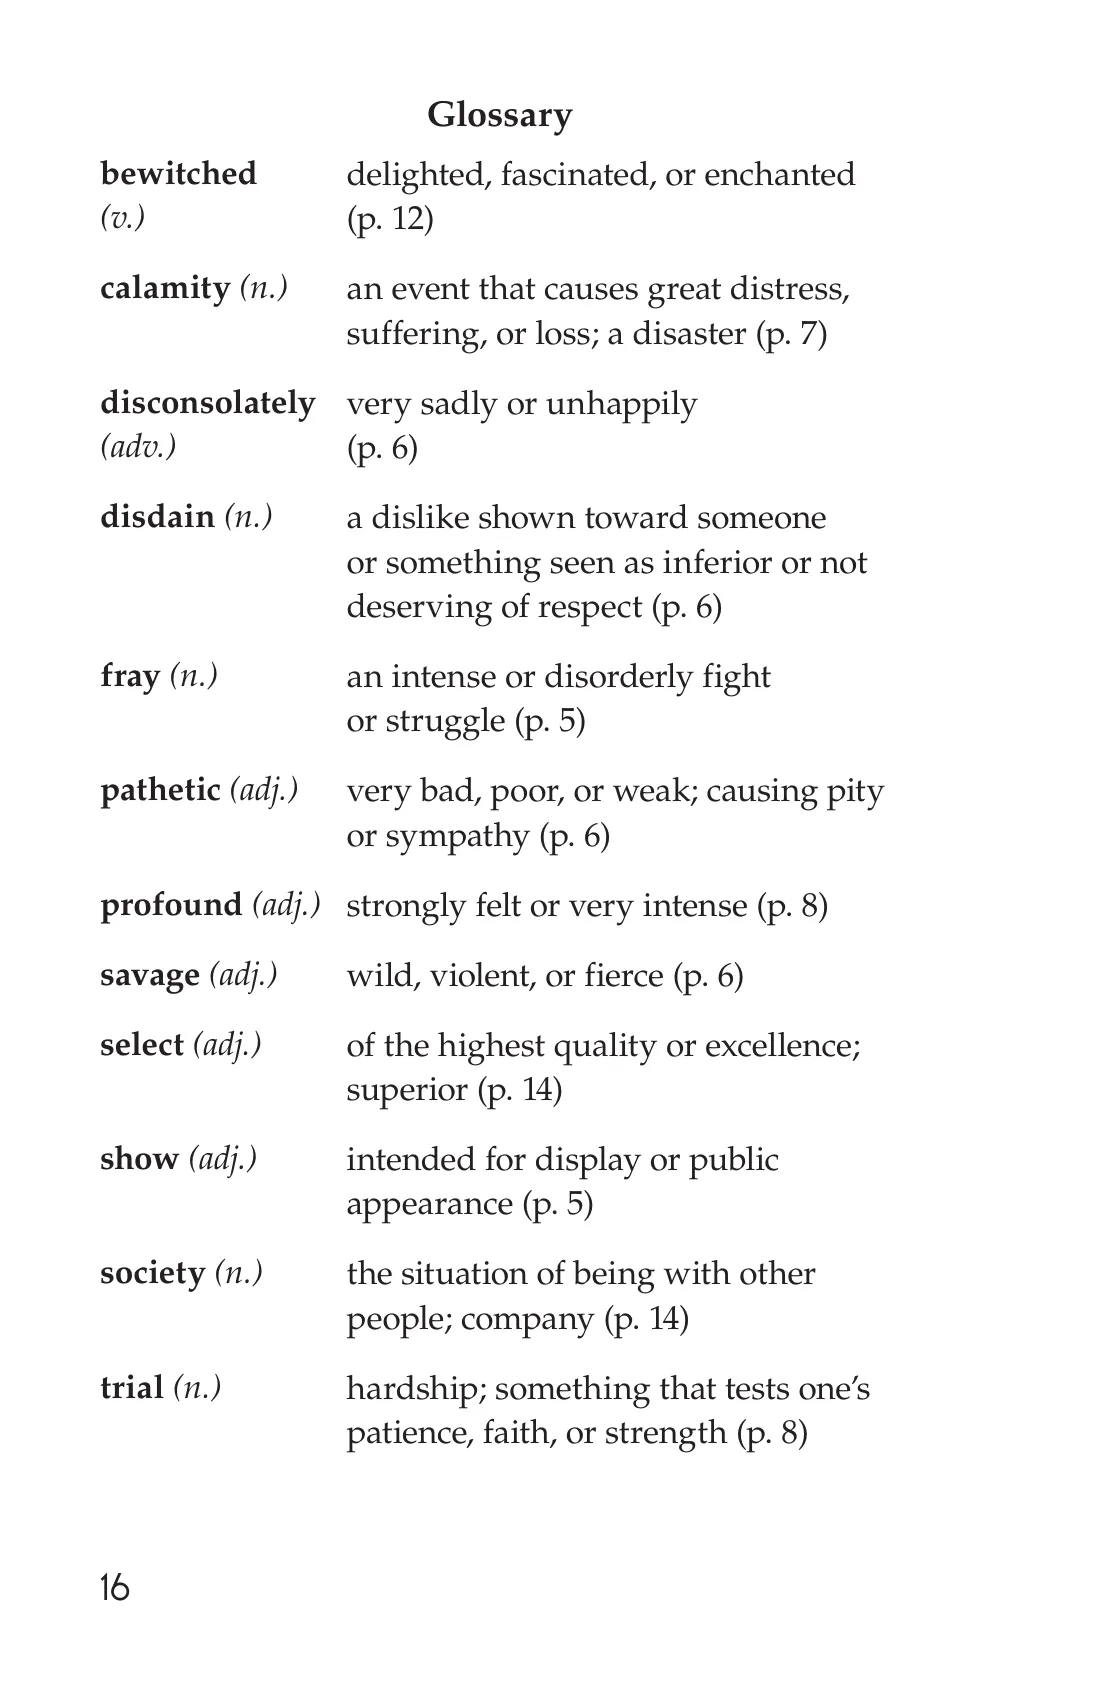 Glossary
bewitched delighted, fascinated, or enchanted
(v.) (p. 12)
calamity (n.) an event that causes great distress,
suffering, or loss; a disaster (p. 7)
disconsolately very sadly or unhappily
(adv.) (p. 6)
disdain (n.) a dislike shown toward someone
or something seen as inferior or not
deserving of respect (p. 6)
fray (n.) an intense or disorderly fight
or struggle (p. 5)
pathetic (adj.) very bad, poor, or weak; causing pity
or sympathy (p. 6)
profound (adj.) strongly felt or very intense (p. 8)
savage (adj.) wild, violent, or fierce (p. 6)
select (adj.) of the highest quality or excellence;
superior (p. 14)
show (adj.) intended for display or public
appearance (p. 5)
society (n.) the situation of being with other
people; company (p. 14)
trial (n.) hardship; something that tests one’s
patience, faith, or strength (p. 8)
16